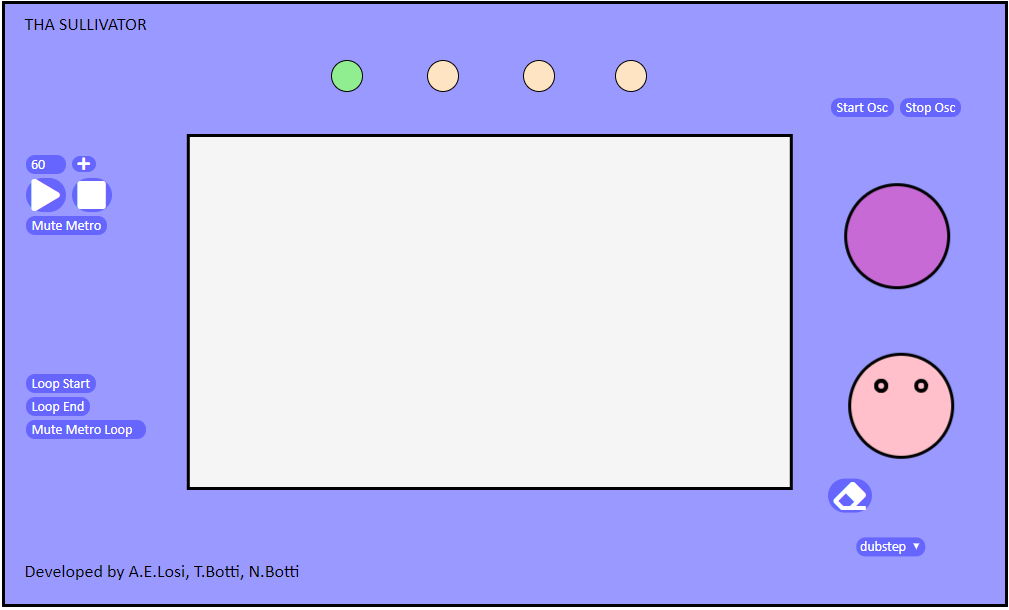 THA SULLIVATOR
Start Osc Stop Osc
60 +
Mute Metro
Loop Start
Loop End
Mute Metro Loop
dubstep ▼
Developed by A.E.Losi, T.Botti, N.Botti